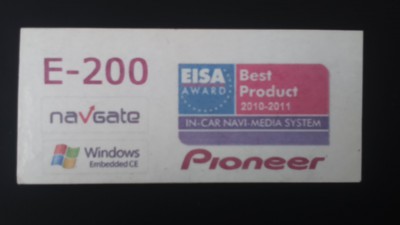 E-200
navgate
Windows
Embedded CE
EISA
AWARD
Best
Product
2010-2011
IN-CAR NAVI-MEDIA SYSTEM
Pioneer